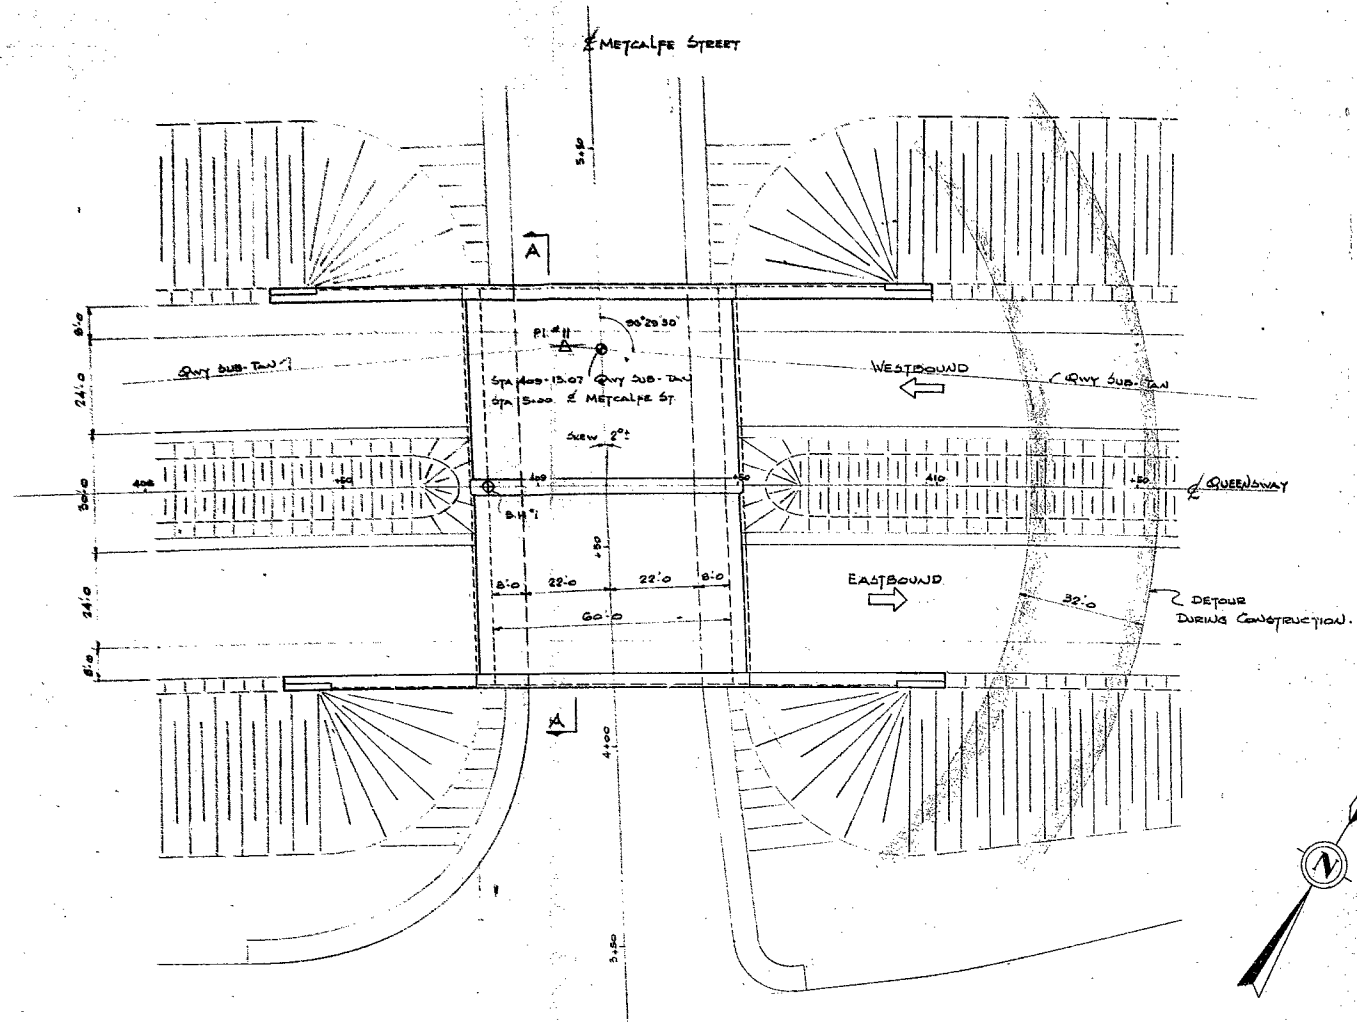 ℄ METCALFE STREET
5+50
A
8'-0
P.I. #11
QWY SUB-TAN
STA 409+15.07 QWY SUB-TAN
STA 5+00 ℄ METCALFE ST.
WESTBOUND
QWY SUB-TAN
24'-0
SKEW 2°±
408
+50
409
+50
410
+50
℄ QUEENSWAY
30'-0
B.H #1
+50
8'-0
22'-0
22'-0
8'-0
EASTBOUND
24'-0
60'-0
32'-0
DETOUR
DURING CONSTRUCTION.
8'-0
A
4+00
3+50
N